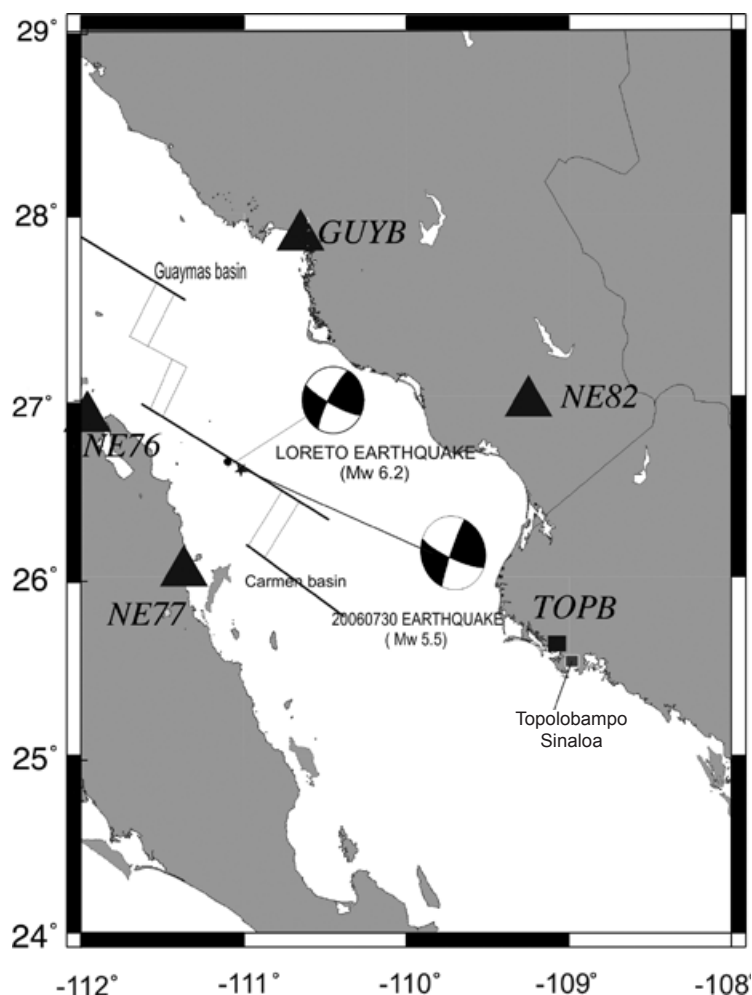 29°
28°
27°
26°
25°
24°
GUYB
Guaymas basin
NE82
NE76
LORETO EARTHQUAKE
(Mw 6.2)
Carmen basin
NE77
20060730 EARTHQUAKE
( Mw 5.5)
TOPB
Topolobampo
Sinaloa
-112°
-111°
-110°
-109°
-108°